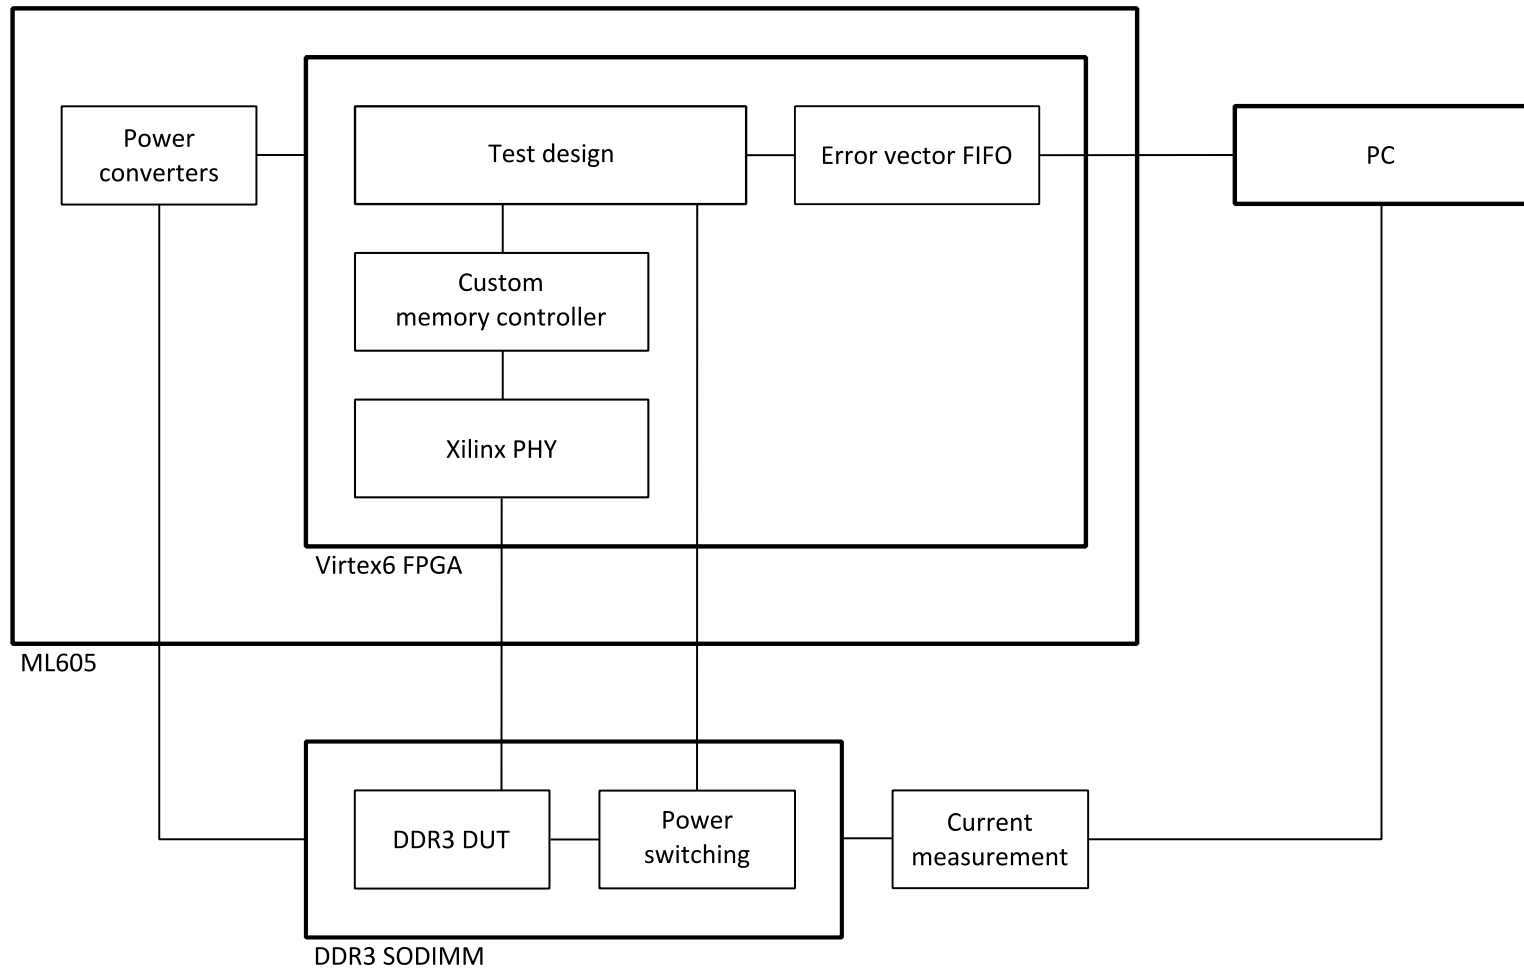 Power
converters
Test design
Error vector FIFO
PC
Custom
memory controller
Xilinx PHY
Virtex6 FPGA
ML605
DDR3 DUT
Power
switching
Current
measurement
DDR3 SODIMM